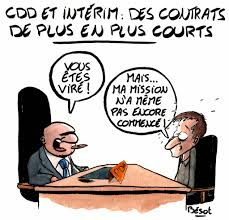 CDD ET INTÉRIM : DES CONTRATS
DE PLUS EN PLUS COURTS
VOUS
ÊTES
VIRÉ !
MAIS...
MA MISSION
N'A MÊME
PAS ENCORE
COMMENCÉ !
Bésot